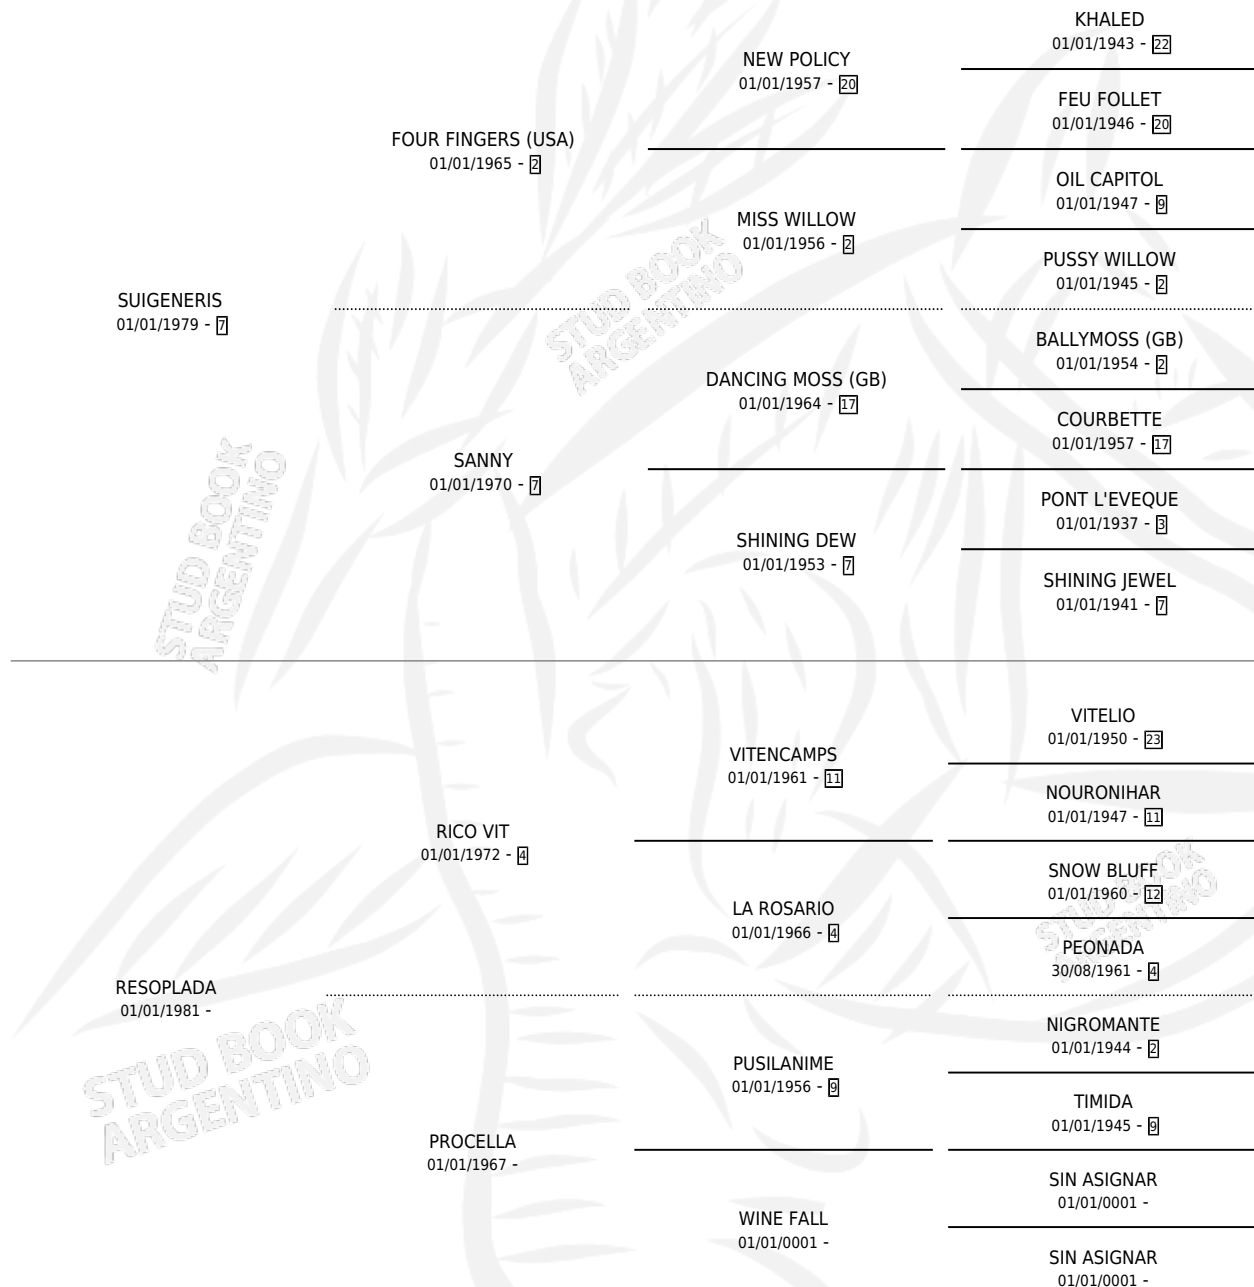 KHALED
01/01/1943 - 22
NEW POLICY
01/01/1957 - 20
FEU FOLLET
01/01/1946 - 20
FOUR FINGERS (USA)
01/01/1965 - 2
OIL CAPITOL
01/01/1947 - 9
MISS WILLOW
01/01/1956 - 2
PUSSY WILLOW
01/01/1945 - 2
SUIGENERIS
01/01/1979 - 7
BALLYMOSS (GB)
01/01/1954 - 2
DANCING MOSS (GB)
01/01/1964 - 17
COURBETTE
01/01/1957 - 17
SANNY
01/01/1970 - 7
PONT L'EVEQUE
01/01/1937 - 3
SHINING DEW
01/01/1953 - 7
SHINING JEWEL
01/01/1941 - 7
VITELIO
01/01/1950 - 23
VITENCAMPS
01/01/1961 - 11
NOURONIHAR
01/01/1947 - 11
RICO VIT
01/01/1972 - 4
SNOW BLUFF
01/01/1960 - 12
LA ROSARIO
01/01/1966 - 4
PEONADA
30/08/1961 - 4
RESOPLADA
01/01/1981 -
NIGROMANTE
01/01/1944 - 2
PUSILANIME
01/01/1956 - 9
TIMIDA
01/01/1945 - 9
PROCELLA
01/01/1967 -
SIN ASIGNAR
01/01/0001 -
WINE FALL
01/01/0001 -
SIN ASIGNAR
01/01/0001 -
STUD BOOK
ARGENTINO
STUD BOOK
ARGENTINO
STUD BOOK
ARGENTINO
STUD BOOK
ARGENTINO